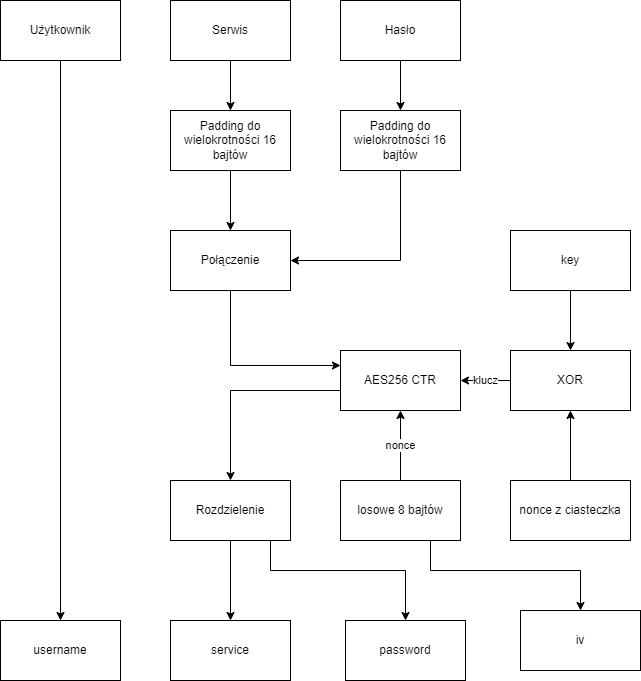 Użytkownik
Serwis
Hasło
Padding do
wielokrotności 16
bajtów
Padding do
wielokrotności 16
bajtów
Połączenie
key
AES256 CTR
klucz
XOR
nonce
Rozdzielenie
losowe 8 bajtów
nonce z ciasteczka
username
service
password
iv